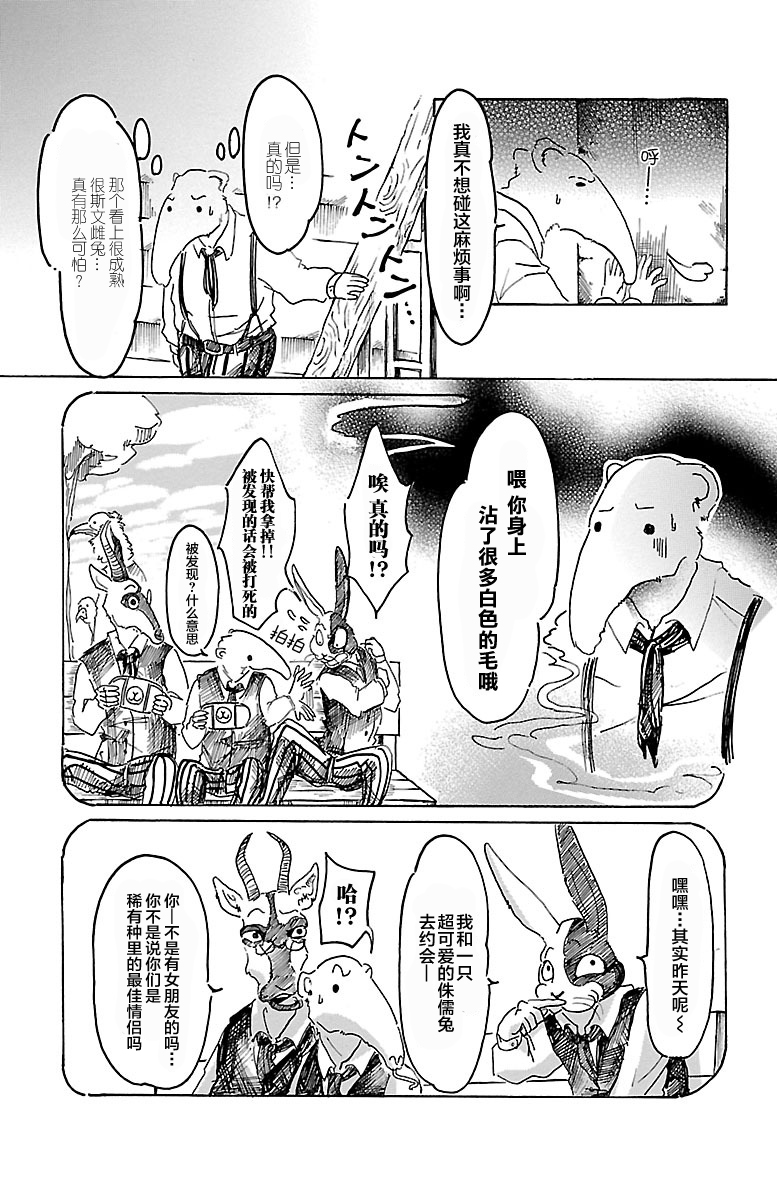 呼…
我真不想碰这麻烦事啊…
トントントン…
但是…
真的吗!?
那个看上很成熟
很斯文雌兔…
真有那么可怕?
喂 你身上
沾了很多白色的毛哦
唉 真的吗!?
快帮我拿掉!!
被发现的话会被打死的
拍拍
被发现?什么意思
嘿嘿…其实昨天呢～
我和一只
超可爱的侏儒兔
去约会—
哈!?
你—不是有女朋友的吗…
你不是说你们是
稀有种里的最佳情侣吗